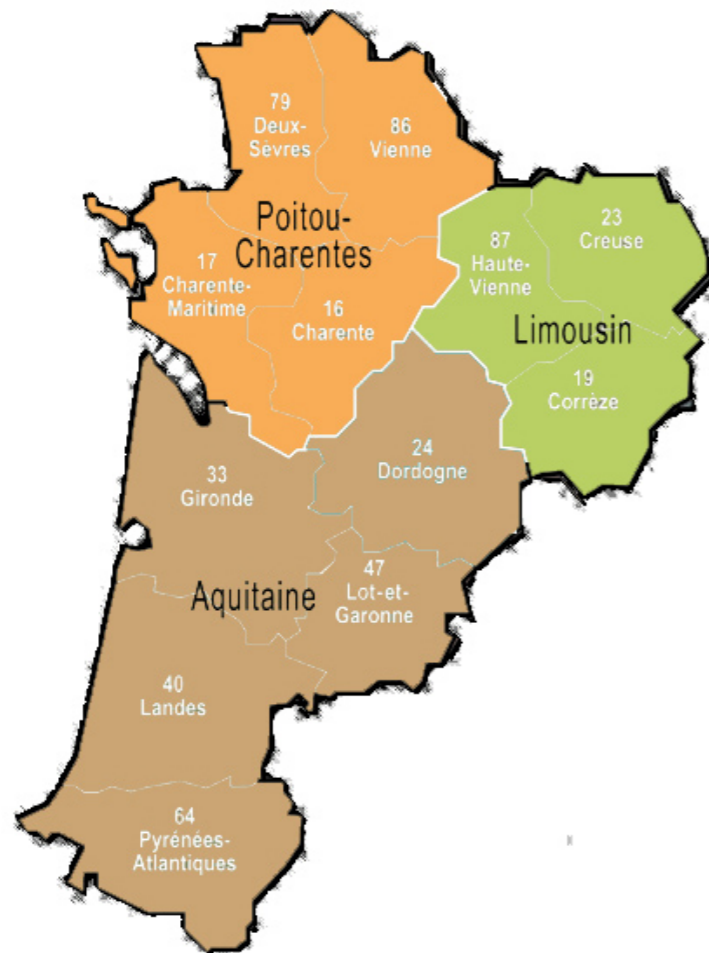 79
Deux-
Sèvres
86
Vienne
Poitou-
Charentes
17
Charente-
Maritime
16
Charente
87
Haute-
Vienne
23
Creuse
Limousin
19
Corrèze
24
Dordogne
33
Gironde
Aquitaine
47
Lot-et-
Garonne
40
Landes
64
Pyrénées-
Atlantiques